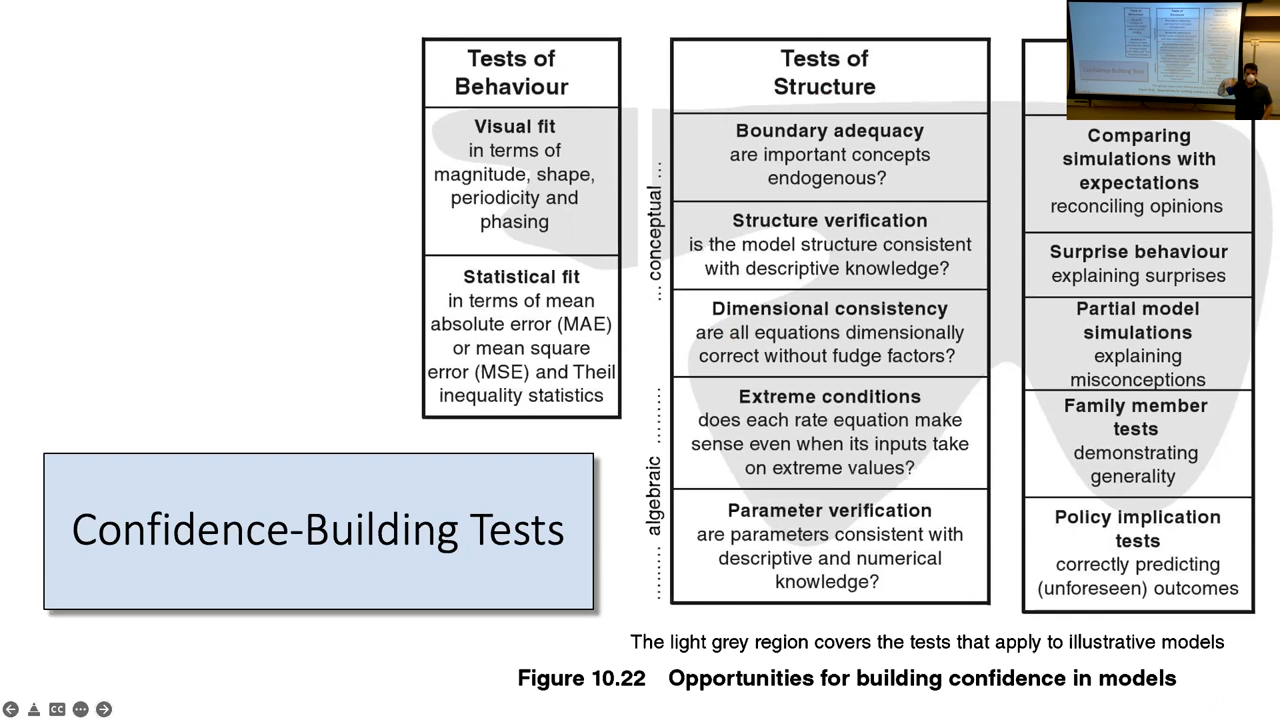 Tests of
Behaviour
Visual fit
in terms of
magnitude, shape,
periodicity and
phasing
Statistical fit
in terms of mean
absolute error (MAE)
or mean square
error (MSE) and Theil
inequality statistics
Confidence-Building Tests
... conceptual ...
......... algebraic .........
Tests of
Structure
Boundary adequacy
are important concepts
endogenous?
Structure verification
is the model structure consistent
with descriptive knowledge?
Dimensional consistency
are all equations dimensionally
correct without fudge factors?
Extreme conditions
does each rate equation make
sense even when its inputs take
on extreme values?
Parameter verification
are parameters consistent with
descriptive and numerical
knowledge?
Comparing
simulations with
expectations
reconciling opinions
Surprise behaviour
explaining surprises
Partial model
simulations
explaining
misconceptions
Family member
tests
demonstrating
generality
Policy implication
tests
correctly predicting
(unforeseen) outcomes
The light grey region covers the tests that apply to illustrative models
Figure 10.22 Opportunities for building confidence in models
CC
Confidence-Building Tests